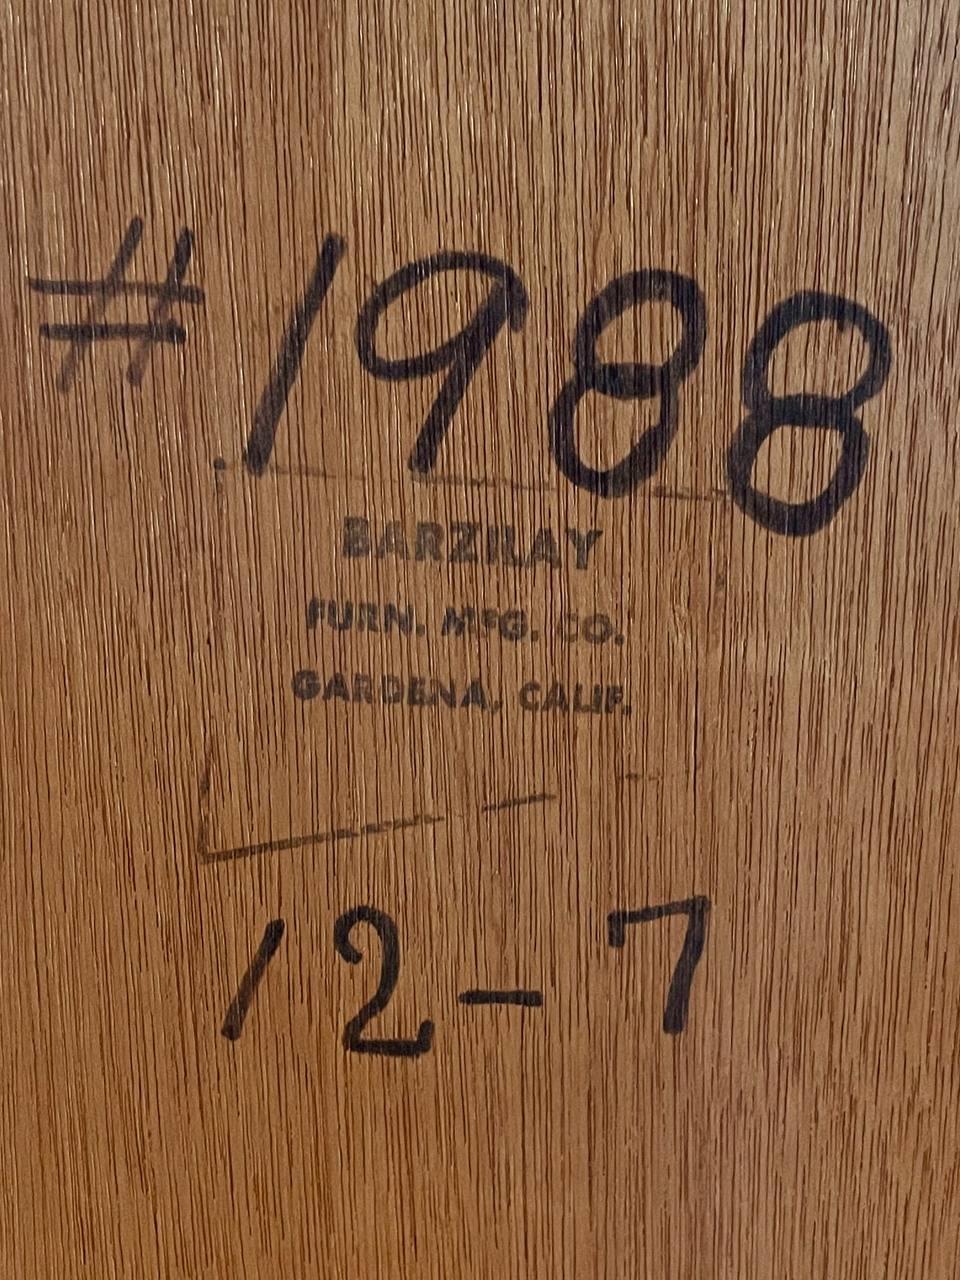 #1988
BARZILAY
FURN. MFG. CO.
GARDENA, CALIF.
12-7